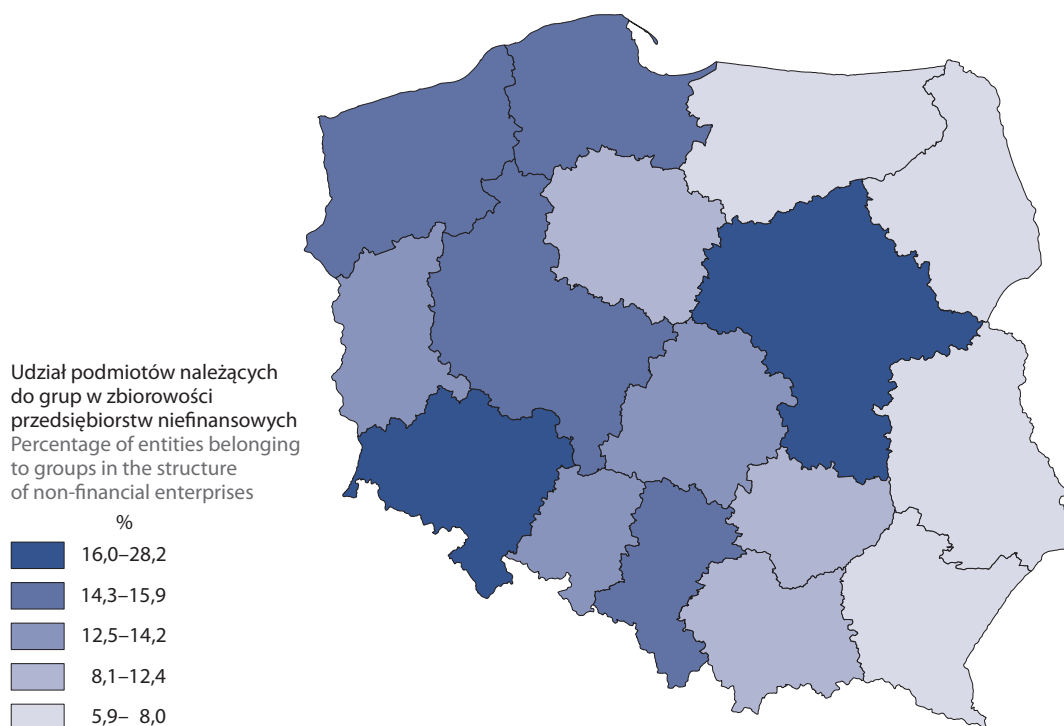 Udział podmiotów należących
do grup w zbiorowości
przedsiębiorstw niefinansowych
Percentage of entities belonging
to groups in the structure
of non-financial enterprises
%
16,0–28,2
14,3–15,9
12,5–14,2
8,1–12,4
5,9– 8,0